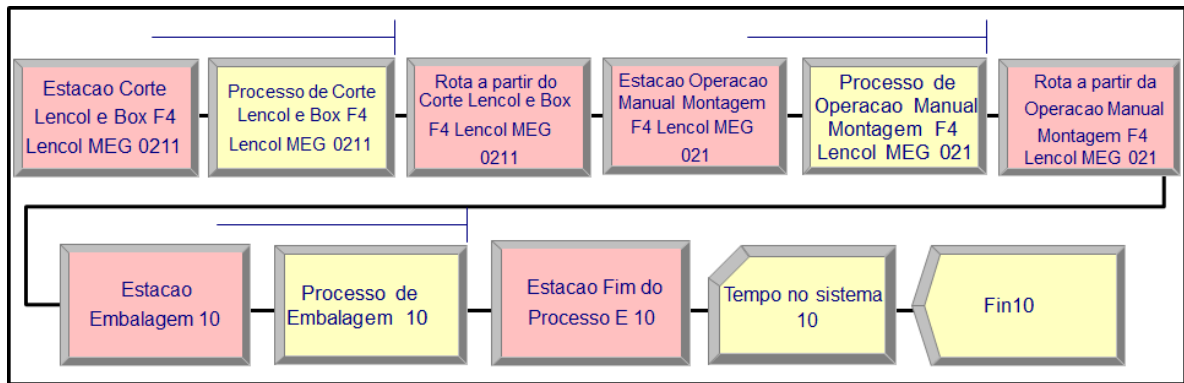 Estacao Corte
Lencol e Box F4
Lencol MEG 0211
Processo de Corte
Lencol e Box F4
Lencol MEG 0211
Rota a partir do
Corte Lencol e Box
F4 Lencol MEG
0211
Estacao Operacao
Manual Montagem
F4 Lencol MEG
021
Processo de
Operacao Manual
Montagem F4
Lencol MEG 021
Rota a partir da
Operacao Manual
Montagem F4
Lencol MEG 021
Estacao
Embalagem 10
Processo de
Embalagem 10
Estacao Fim do
Processo E 10
Tempo no sistema
10
Fin10